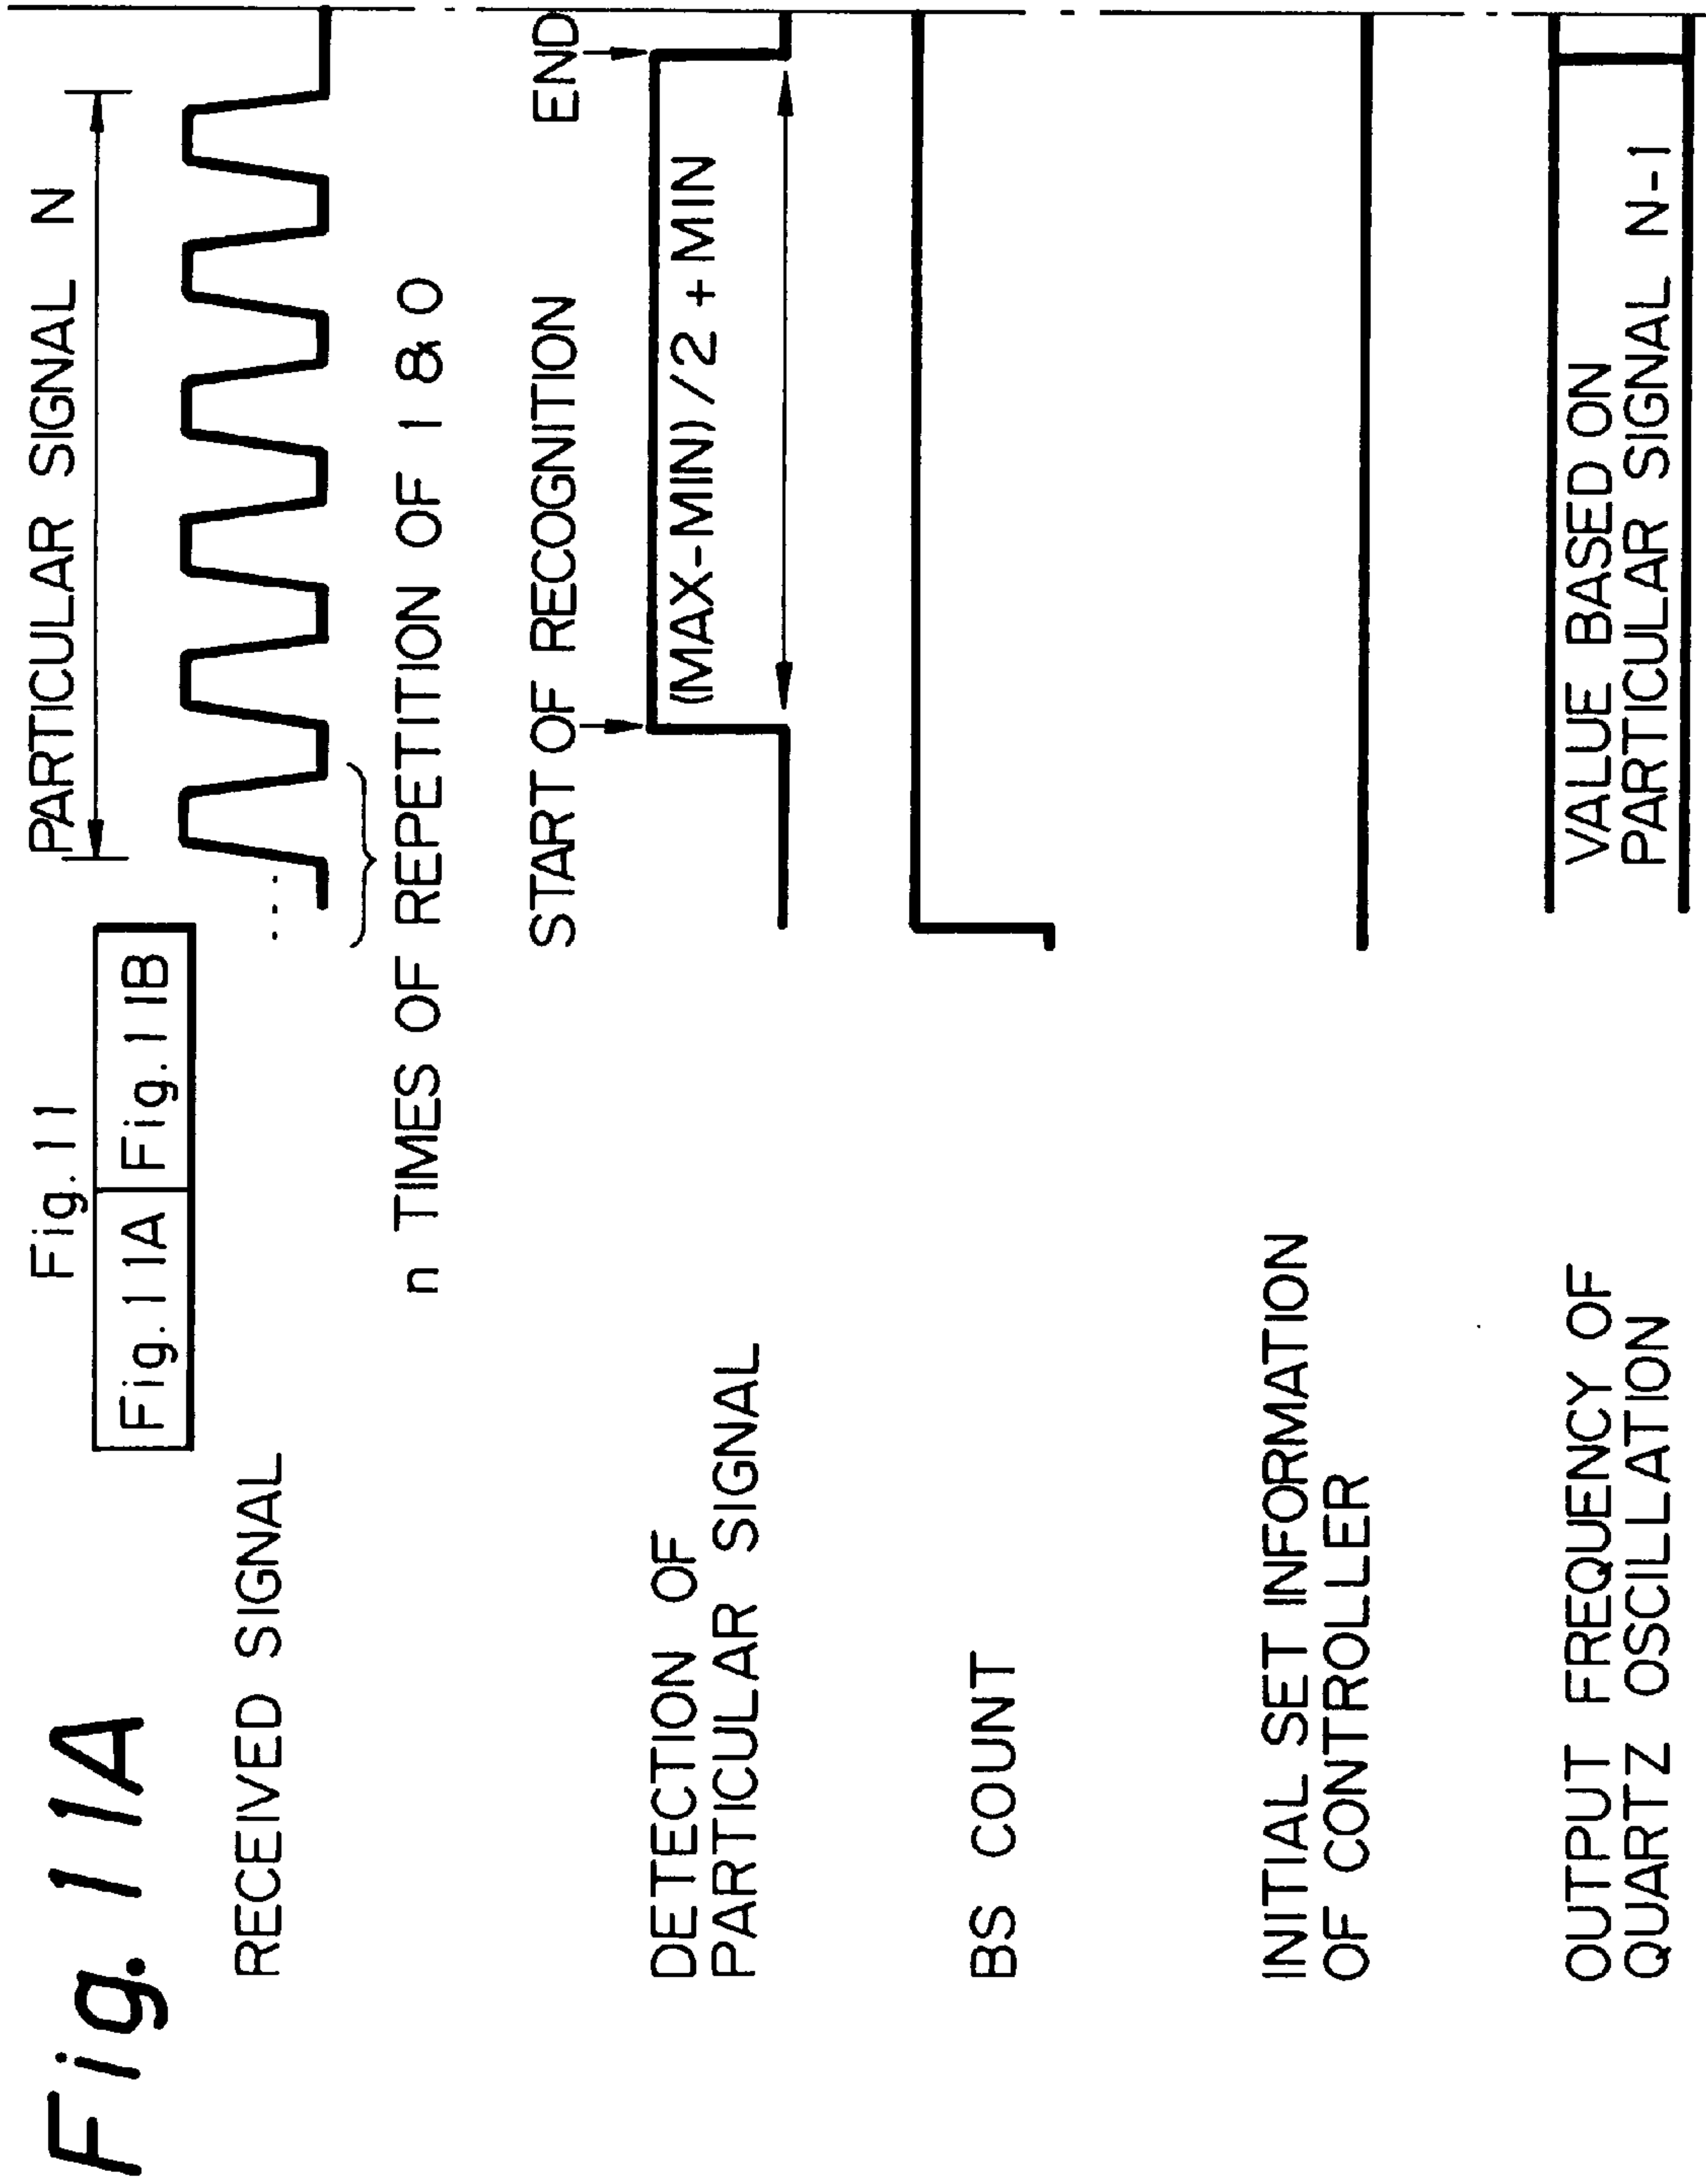 Fig. 11A
Fig. 11
Fig. 11A
Fig. 11B
RECEIVED SIGNAL
PARTICULAR SIGNAL N
...
n TIMES OF REPETITION OF 1 & 0
START OF RECOGNITION
END
DETECTION OF
PARTICULAR SIGNAL
(MAX-MIN)/2 + MIN
BS COUNT
INITIAL SET INFORMATION
OF CONTROLLER
OUTPUT FREQUENCY OF
QUARTZ OSCILLATION
VALUE BASED ON
PARTICULAR SIGNAL N-1